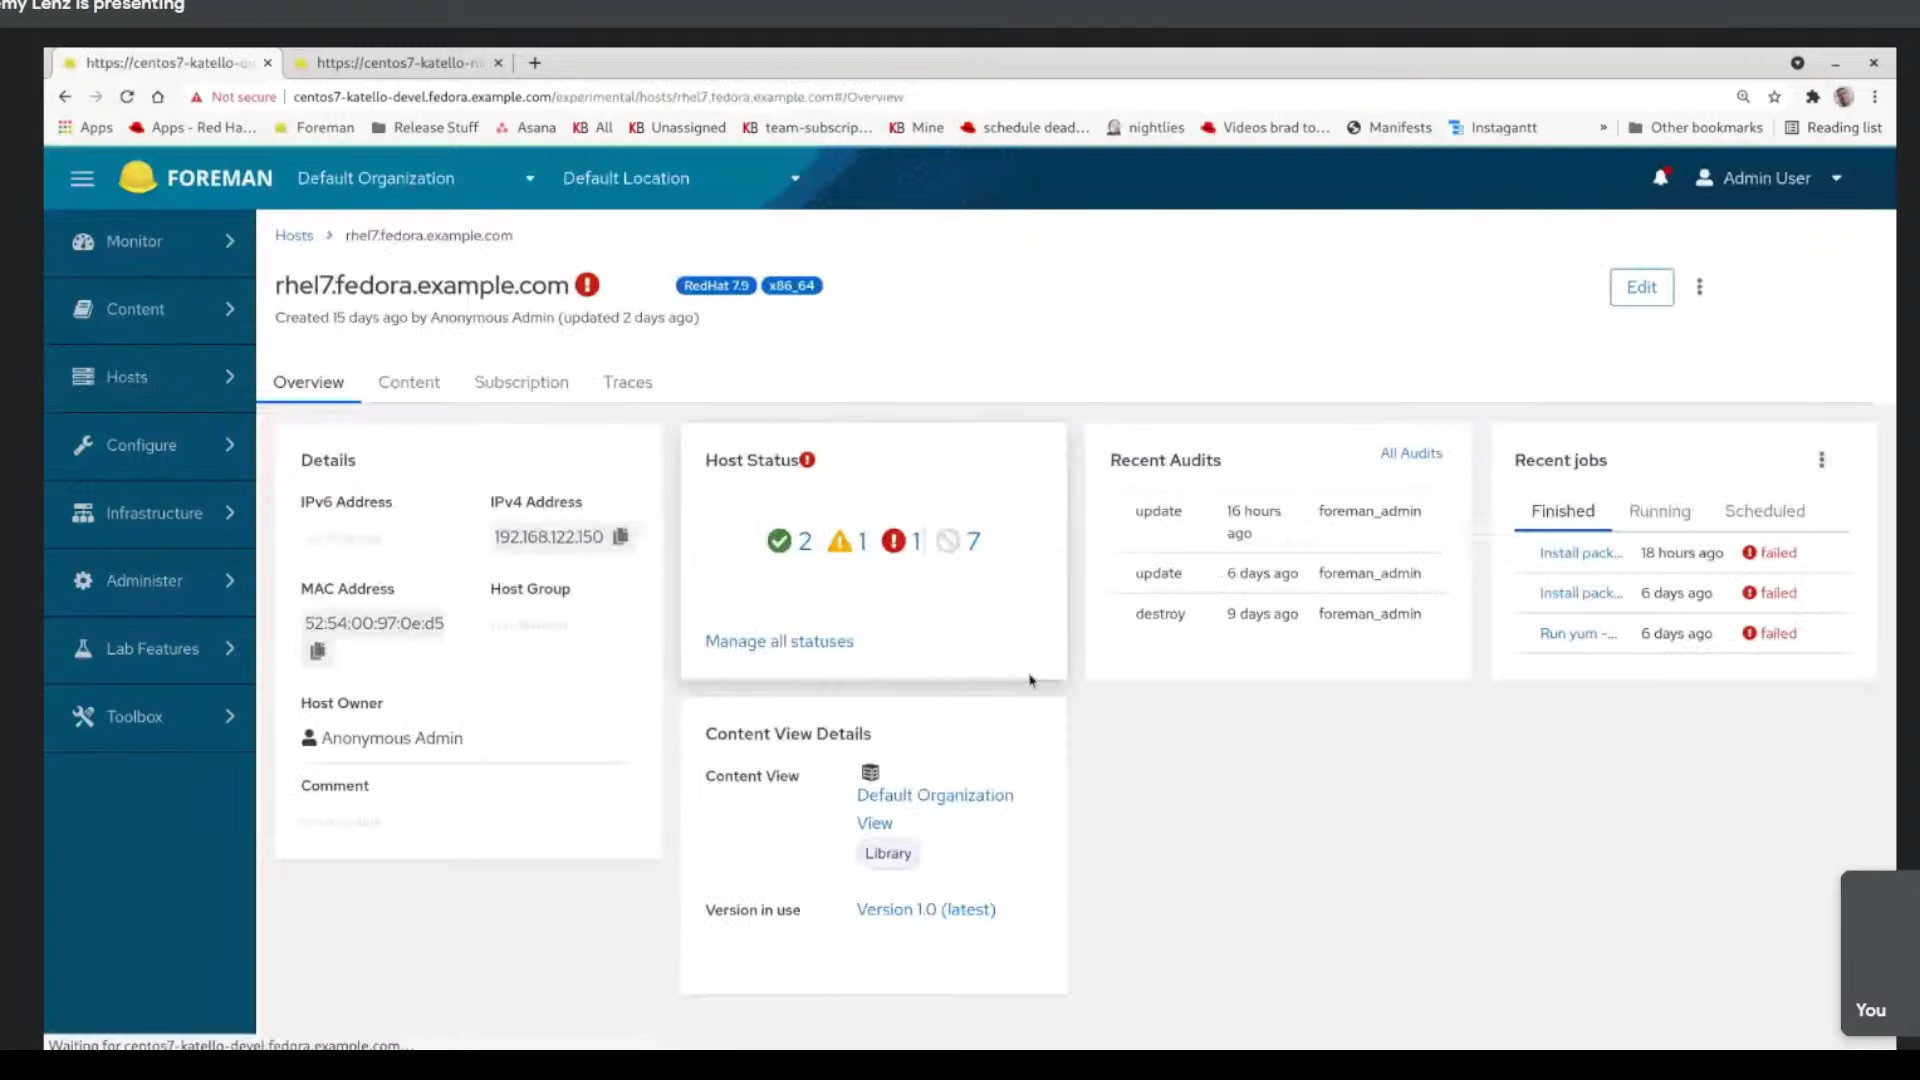 my Lenz is presenting
https://centos7-katello-d
https://centos7-katello-n
Not secure
centos7-katello-devel.fedora.example.com/experimental/hosts/rhel7.fedora.example.com#/Overview
Apps
Apps - Red Ha...
Foreman
Release Stuff
Asana
KB All
KB Unassigned
KB team-subscrip...
KB Mine
schedule dead...
nightlies
Videos brad to...
Manifests
Instagantt
»
Other bookmarks
Reading list
FOREMAN
Default Organization
Default Location
Admin User
Monitor
Content
Hosts
Configure
Infrastructure
Administer
Lab Features
Toolbox
Hosts
rhel7.fedora.example.com
rhel7.fedora.example.com
RedHat 7.9
x86_64
Edit
Created 15 days ago by Anonymous Admin (updated 2 days ago)
Overview
Content
Subscription
Traces
Details
IPv6 Address
IPv4 Address
192.168.122.150
MAC Address
Host Group
52:54:00:97:0e:d5
Host Owner
Anonymous Admin
Comment
Host Status
2
1
1
7
Manage all statuses
Content View Details
Content View
Default Organization
View
Library
Version in use
Version 1.0 (latest)
Recent Audits
All Audits
update 16 hours ago foreman_admin
update 6 days ago foreman_admin
destroy 9 days ago foreman_admin
Recent jobs
Finished
Running
Scheduled
Install pack... 18 hours ago failed
Install pack... 6 days ago failed
Run yum -... 6 days ago failed
You
Waiting for centos7-katello-devel.fedora.example.com...